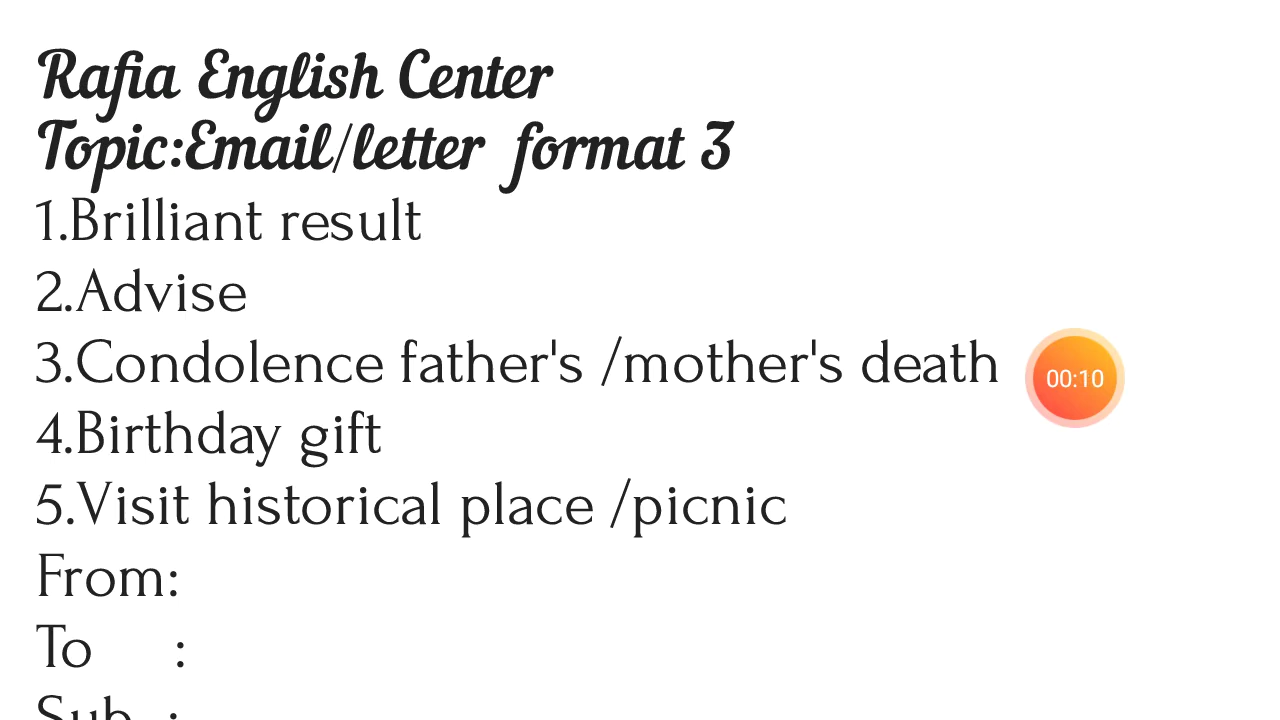 Rafia English Center
Topic:Email/letter format 3
1.Brilliant result
2.Advise
3.Condolence father's /mother's death
00:10
4.Birthday gift
5.Visit historical place /picnic
From:
To :
Sub :